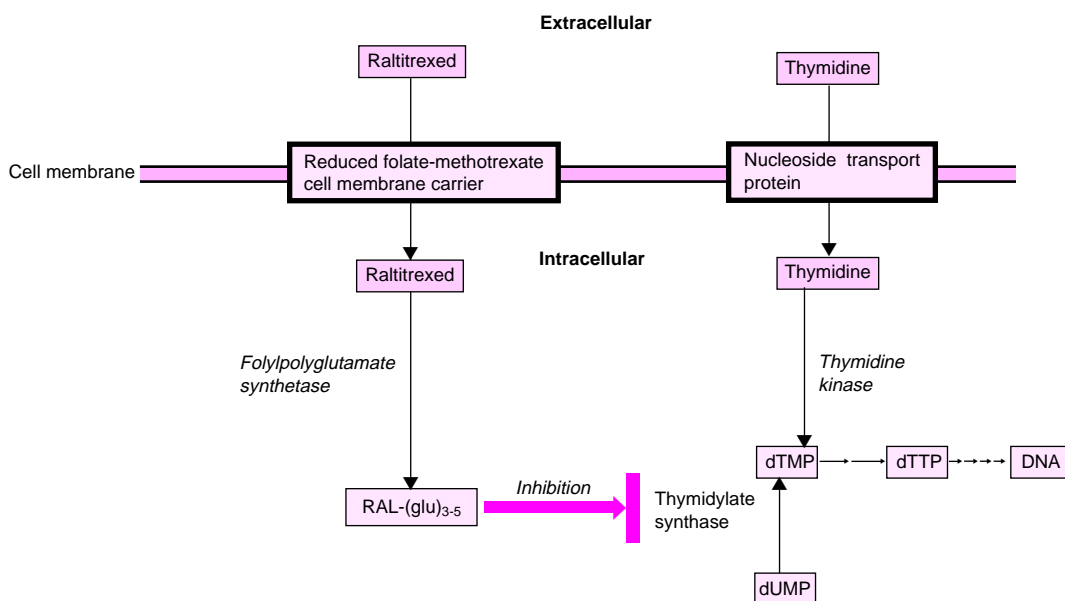 Extracellular
Raltitrexed
Thymidine
Cell membrane
Reduced folate-methotrexate
cell membrane carrier
Nucleoside transport
protein
Intracellular
Raltitrexed
Thymidine
Folylpolyglutamate
synthetase
Thymidine
kinase
dTMP
dTTP
DNA
RAL-(glu)₃₋₅
Inhibition
Thymidylate
synthase
dUMP